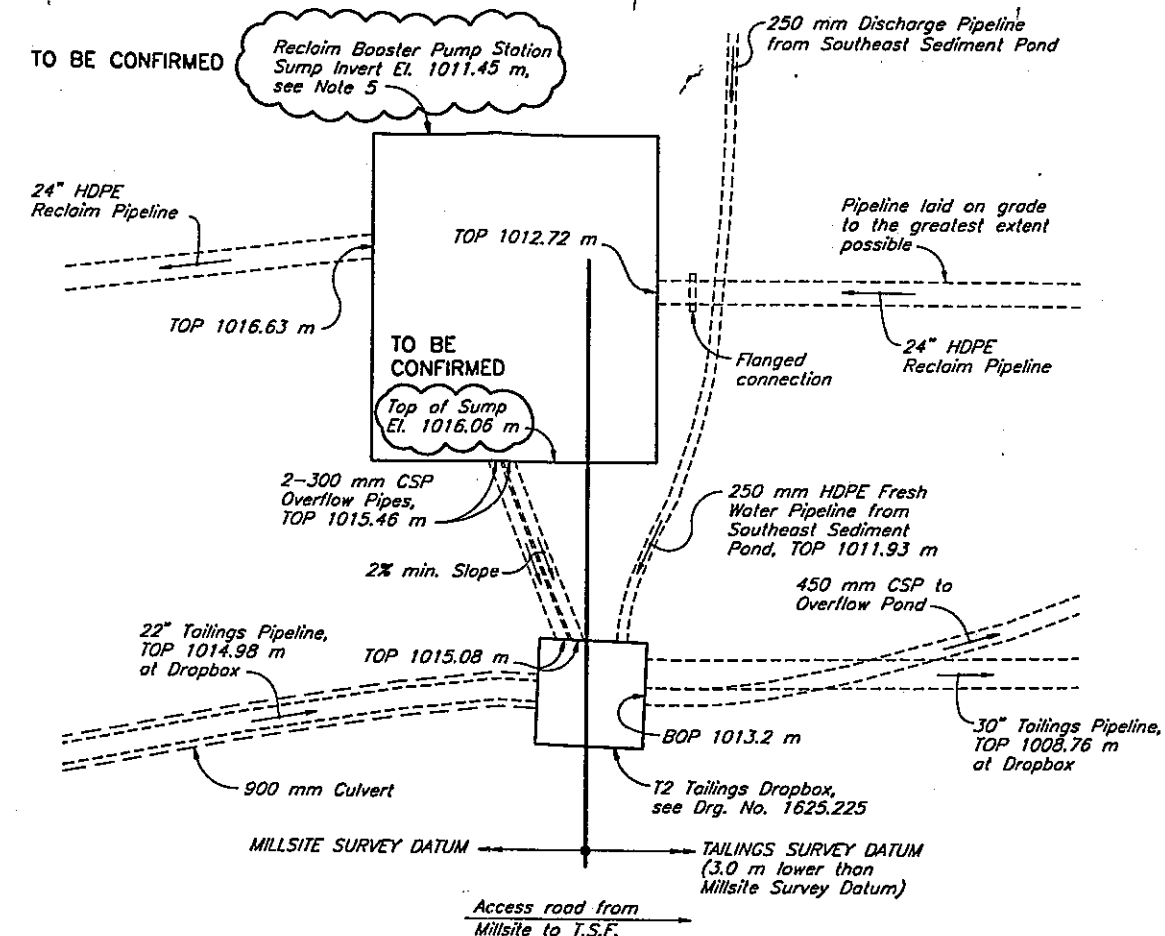 TO BE CONFIRMED
Reclaim Booster Pump Station
Sump Invert El. 1011.45 m,
see Note 5
250 mm Discharge Pipeline
from Southeast Sediment Pond
24" HDPE
Reclaim Pipeline
TOP 1012.72 m
Pipeline laid on grade
to the greatest extent
possible
TOP 1016.63 m
TO BE
CONFIRMED
Flanged
connection
24" HDPE
Reclaim Pipeline
Top of Sump
El. 1016.06 m
2-300 mm CSP
Overflow Pipes,
TOP 1015.46 m
250 mm HDPE Fresh
Water Pipeline from
Southeast Sediment
Pond, TOP 1011.93 m
2% min. Slope
450 mm CSP to
Overflow Pond
22" Tailings Pipeline,
TOP 1014.98 m
at Dropbox
TOP 1015.08 m
BOP 1013.2 m
30" Tailings Pipeline,
TOP 1008.76 m
at Dropbox
900 mm Culvert
T2 Tailings Dropbox,
see Drg. No. 1625.225
MILLSITE SURVEY DATUM
TAILINGS SURVEY DATUM
(3.0 m lower than
Millsite Survey Datum)
Access road from
Millsite to T.S.F.